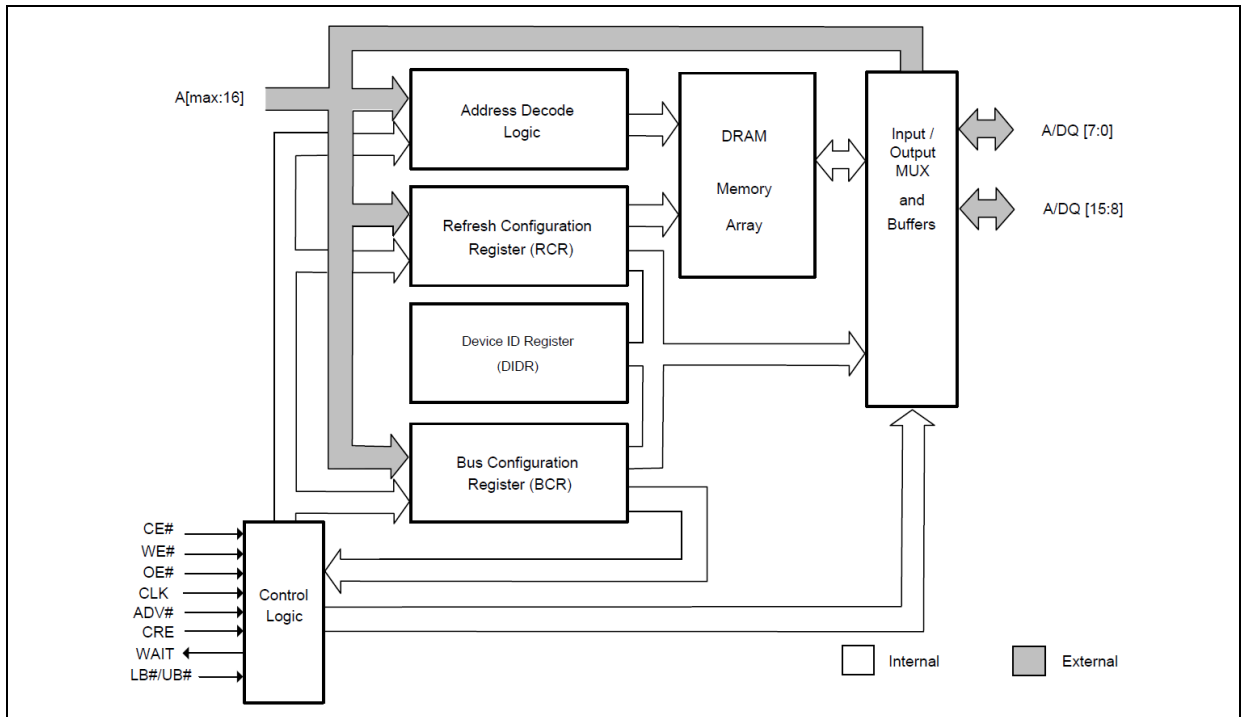 A[max:16]
Address Decode
Logic
DRAM
Memory
Array
Input /
Output
MUX
and
Buffers
A/DQ [7:0]
A/DQ [15:8]
Refresh Configuration
Register (RCR)
Device ID Register
(DIDR)
Bus Configuration
Register (BCR)
CE#
WE#
OE#
CLK
ADV#
CRE
WAIT
LB#/UB#
Control
Logic
Internal
External